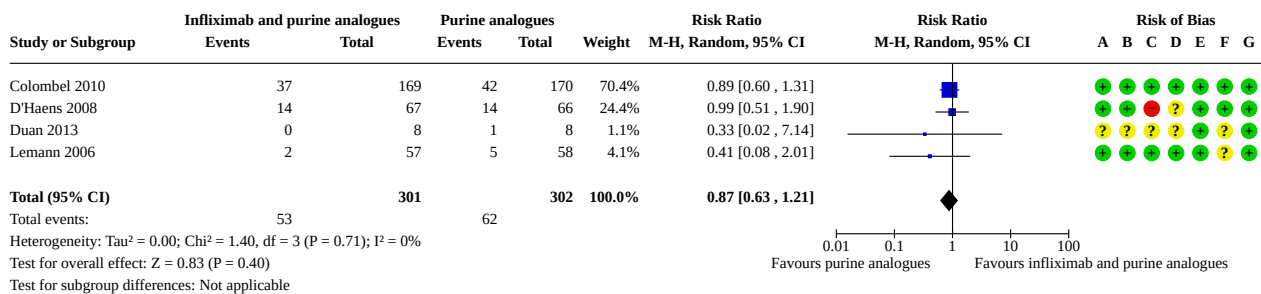 Infliximab and purine analogues Purine analogues Risk Ratio Risk Ratio Risk of Bias
Study or Subgroup Events Total Events Total Weight M-H, Random, 95% CI M-H, Random, 95% CI A B C D E F G
Colombel 2010 37 169 42 170 70.4% 0.89 [0.60 , 1.31] + + + + + + +
D'Haens 2008 14 67 14 66 24.4% 0.99 [0.51 , 1.90] + + − ? + + +
Duan 2013 0 8 1 8 1.1% 0.33 [0.02 , 7.14] ? ? ? ? + ? +
Lemann 2006 2 57 5 58 4.1% 0.41 [0.08 , 2.01] + + + + + ? +
Total (95% CI) 301 302 100.0% 0.87 [0.63 , 1.21]
Total events: 53 62
Heterogeneity: Tau² = 0.00; Chi² = 1.40, df = 3 (P = 0.71); I² = 0%
0.01 0.1 1 10 100
Test for overall effect: Z = 0.83 (P = 0.40)
Favours purine analogues Favours infliximab and purine analogues
Test for subgroup differences: Not applicable